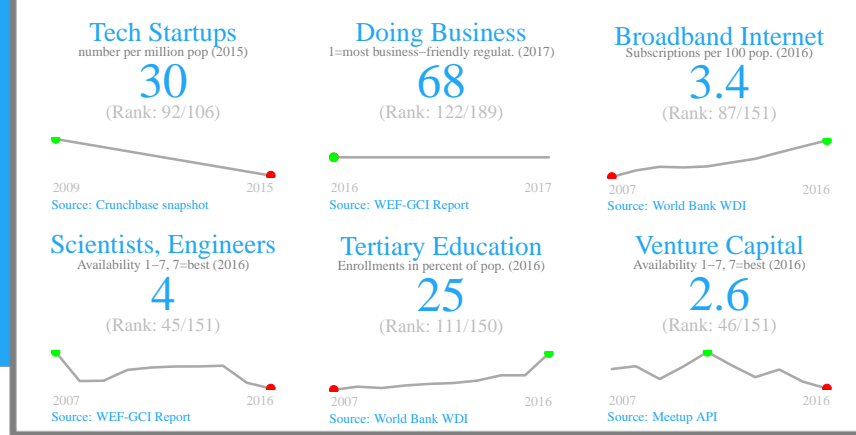 Tech Startups
number per million pop (2015)
30
(Rank: 92/106)
2009 2015
Source: Crunchbase snapshot
Doing Business
1=most business−friendly regulat. (2017)
68
(Rank: 122/189)
2016 2017
Source: WEF-GCI Report
Broadband Internet
Subscriptions per 100 pop. (2016)
3.4
(Rank: 87/151)
2007 2016
Source: World Bank WDI
Scientists, Engineers
Availability 1−7, 7=best (2016)
4
(Rank: 45/151)
2007 2016
Source: WEF-GCI Report
Tertiary Education
Enrollments in percent of pop. (2016)
25
(Rank: 111/150)
2007 2016
Source: World Bank WDI
Venture Capital
Availability 1−7, 7=best (2016)
2.6
(Rank: 46/151)
2007 2016
Source: Meetup API